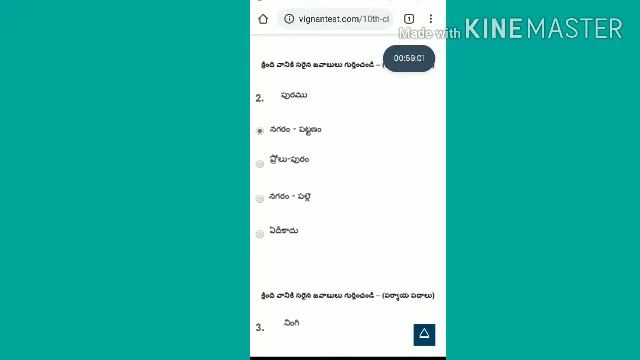 vignantest.com/10th-cl
1
Made with KINEMASTER
క్రింది వానికి సరైన జవాబులు గుర్తించండి – (
00:59:01
2. పురము
నగరం - పట్టణం
ప్రోలు-పురం
నగరం - పల్లె
ఏదీకాదు
క్రింది వానికి సరైన జవాబులు గుర్తించండి – (పర్యాయ పదాలు)
3. నింగి